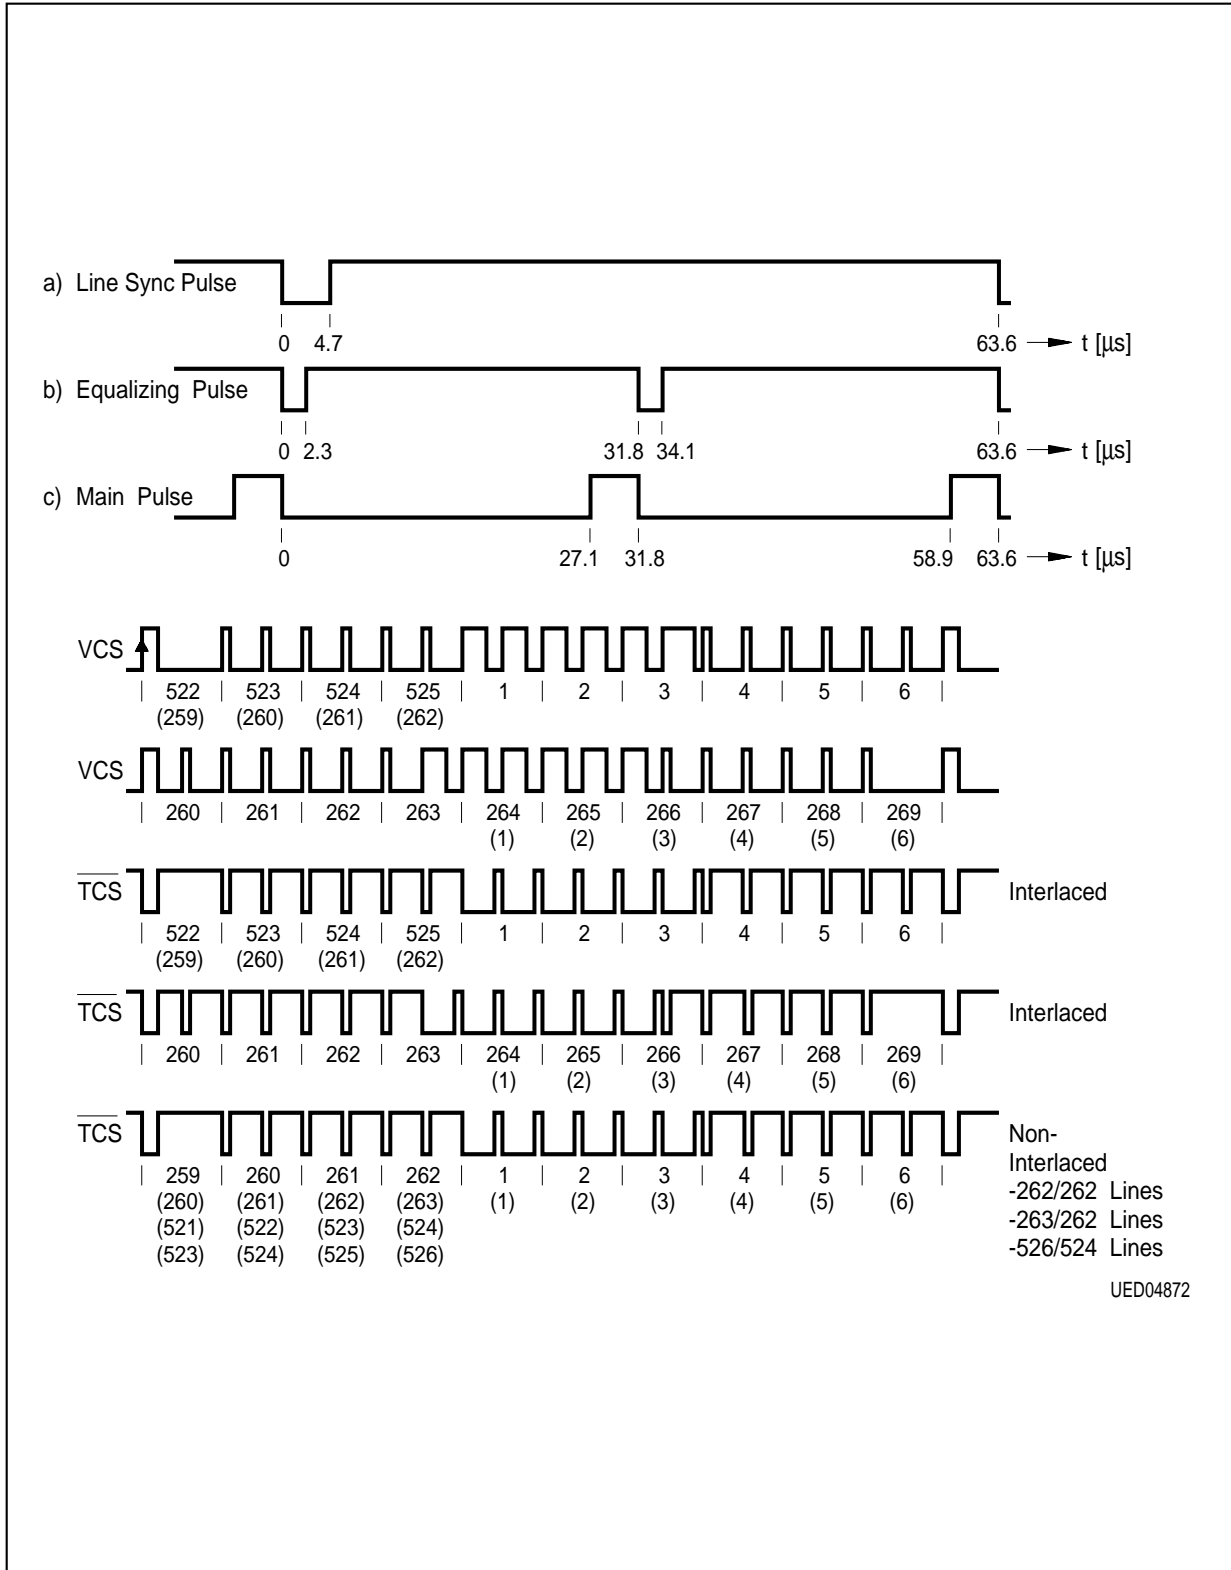 a) Line Sync Pulse
0 4.7 63.6 t [µs]
b) Equalizing Pulse
0 2.3 31.8 34.1 63.6 t [µs]
c) Main Pulse
0 27.1 31.8 58.9 63.6 t [µs]
VCS
522 523 524 525 1 2 3 4 5 6
(259) (260) (261) (262)
VCS
260 261 262 263 264 265 266 267 268 269
(1) (2) (3) (4) (5) (6)
TCS Interlaced
522 523 524 525 1 2 3 4 5 6
(259) (260) (261) (262)
TCS Interlaced
260 261 262 263 264 265 266 267 268 269
(1) (2) (3) (4) (5) (6)
TCS Non-
Interlaced
259 260 261 262 1 2 3 4 5 6
(260) (261) (262) (263) (1) (2) (3) (4) (5) (6) -262/262 Lines
(521) (522) (523) (524) -263/262 Lines
(523) (524) (525) (526) -526/524 Lines
UED04872